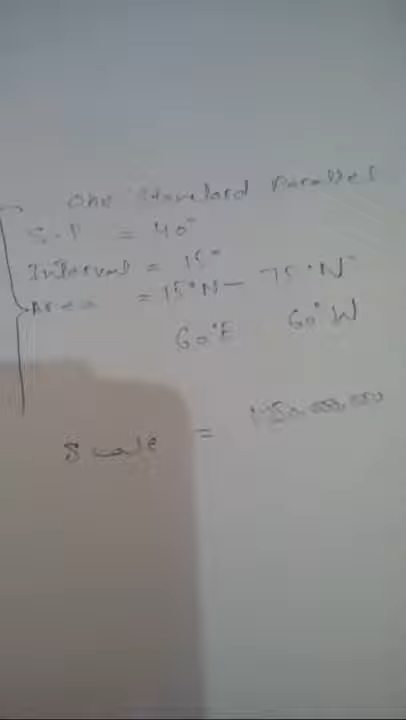 One Standard Parallel
S.P = 40°
Interval = 15°
Area = 15°N - 75°N
60°E 60°W
Scale =